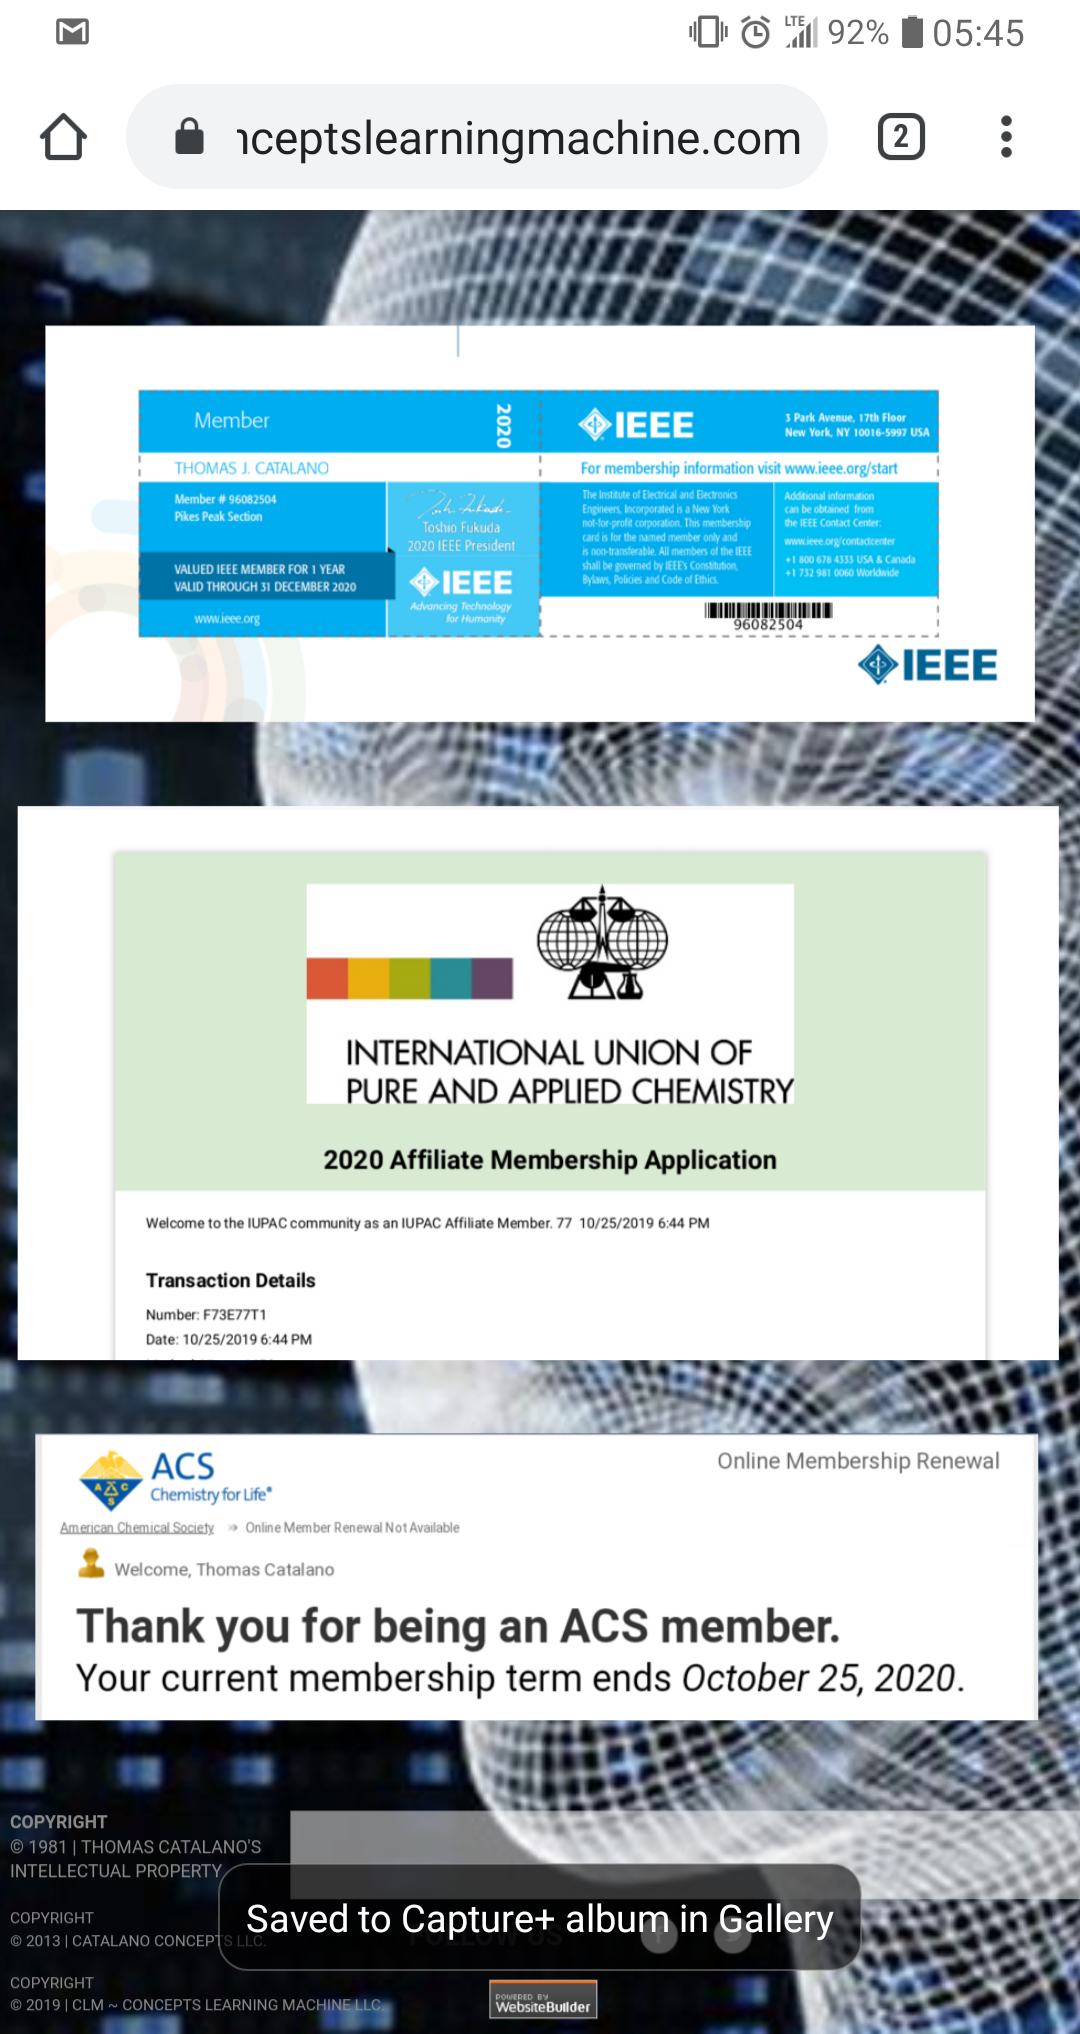 LTE 92% 05:45
nceptslearningmachine.com
2
Member
2020
IEEE
3 Park Avenue, 17th Floor
New York, NY 10016-5997 USA
THOMAS J. CATALANO
For membership information visit www.ieee.org/start
Member # 96082504
Pikes Peak Section
Toshio Fukuda
2020 IEEE President
The Institute of Electrical and Electronics
Engineers, Incorporated is a New York
not-for-profit corporation. This membership
card is for the named member only and
is non-transferable. All members of the IEEE
shall be governed by IEEE's Constitution,
Bylaws, Policies and Code of Ethics.
Additional information
can be obtained from
the IEEE Contact Center:
www.ieee.org/contactcenter
+1 800 678 4333 USA & Canada
+1 732 981 0060 Worldwide
VALUED IEEE MEMBER FOR 1 YEAR
VALID THROUGH 31 DECEMBER 2020
IEEE
Advancing Technology
for Humanity
www.ieee.org
96082504
IEEE
INTERNATIONAL UNION OF
PURE AND APPLIED CHEMISTRY
2020 Affiliate Membership Application
Welcome to the IUPAC community as an IUPAC Affiliate Member. 77 10/25/2019 6:44 PM
Transaction Details
Number: F73E77T1
Date: 10/25/2019 6:44 PM
ACS
Chemistry for Life®
Online Membership Renewal
American Chemical Society » Online Member Renewal Not Available
Welcome, Thomas Catalano
Thank you for being an ACS member.
Your current membership term ends October 25, 2020.
COPYRIGHT
© 1981 | THOMAS CATALANO'S
INTELLECTUAL PROPERTY
COPYRIGHT
© 2013 | CATALANO CONCEPTS LLC.
FOLLOW US
Saved to Capture+ album in Gallery
COPYRIGHT
© 2019 | CLM ~ CONCEPTS LEARNING MACHINE LLC.
POWERED BY
WebsiteBuilder